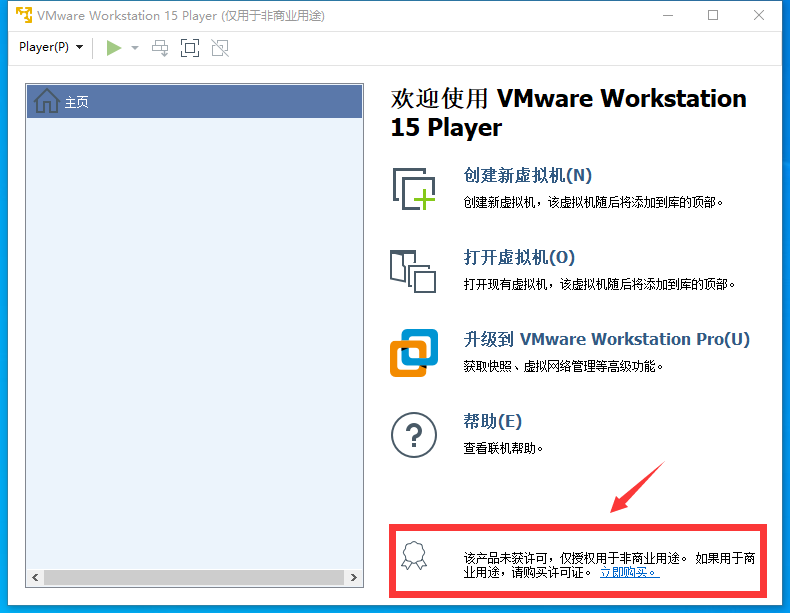 VMware Workstation 15 Player (仅用于非商业用途)
Player(P)
主页
欢迎使用 VMware Workstation
15 Player
创建新虚拟机(N)
创建新虚拟机，该虚拟机随后将添加到库的顶部。
打开虚拟机(O)
打开现有虚拟机，该虚拟机随后将添加到库的顶部。
升级到 VMware Workstation Pro(U)
获取快照、虚拟网络管理等高级功能。
帮助(E)
查看联机帮助。
该产品未获许可，仅授权用于非商业用途。 如果用于商
业用途，请购买许可证。 立即购买。